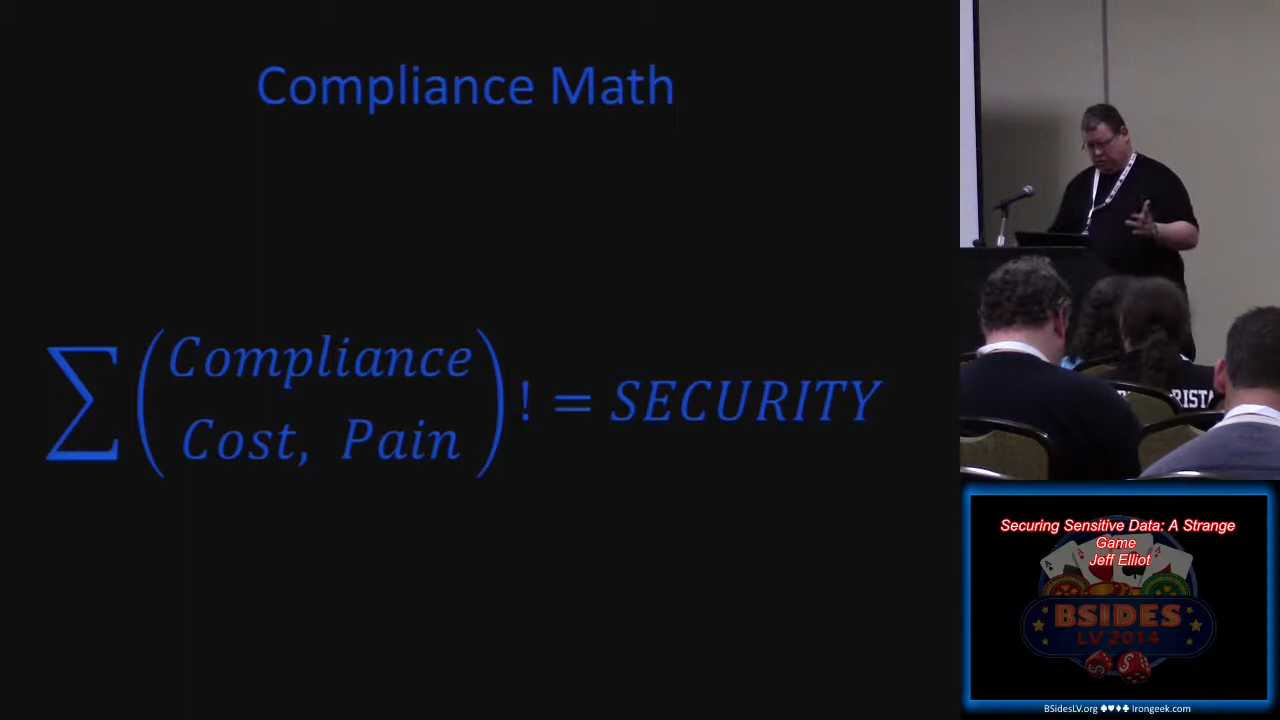 Compliance Math
∑ (Compliance
Cost, Pain) != SECURITY
RISTA
Securing Sensitive Data: A Strange
Game
Jeff Elliot
BSIDES
LV 2014
BSidesLV.org ♠♥♦♣ Irongeek.com